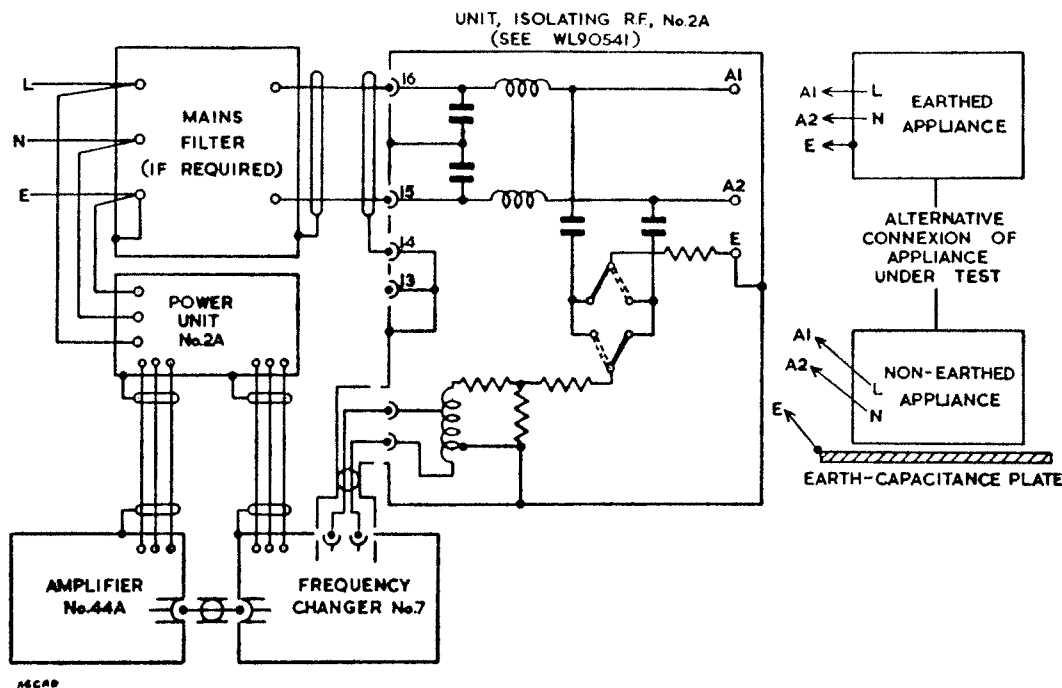 UNIT, ISOLATING R.F., No.2A
(SEE WL90541)
L
N
E
MAINS
FILTER
(IF REQUIRED)
16
15
14
13
A1
A2
E
A1
L
A2
N
E
EARTHED
APPLIANCE
ALTERNATIVE
CONNEXION OF
APPLIANCE
UNDER TEST
POWER
UNIT
No.2A
A1
A2
L
N
E
NON-EARTHED
APPLIANCE
EARTH-CAPACITANCE PLATE
AMPLIFIER
No.44A
FREQUENCY
CHANGER No.7